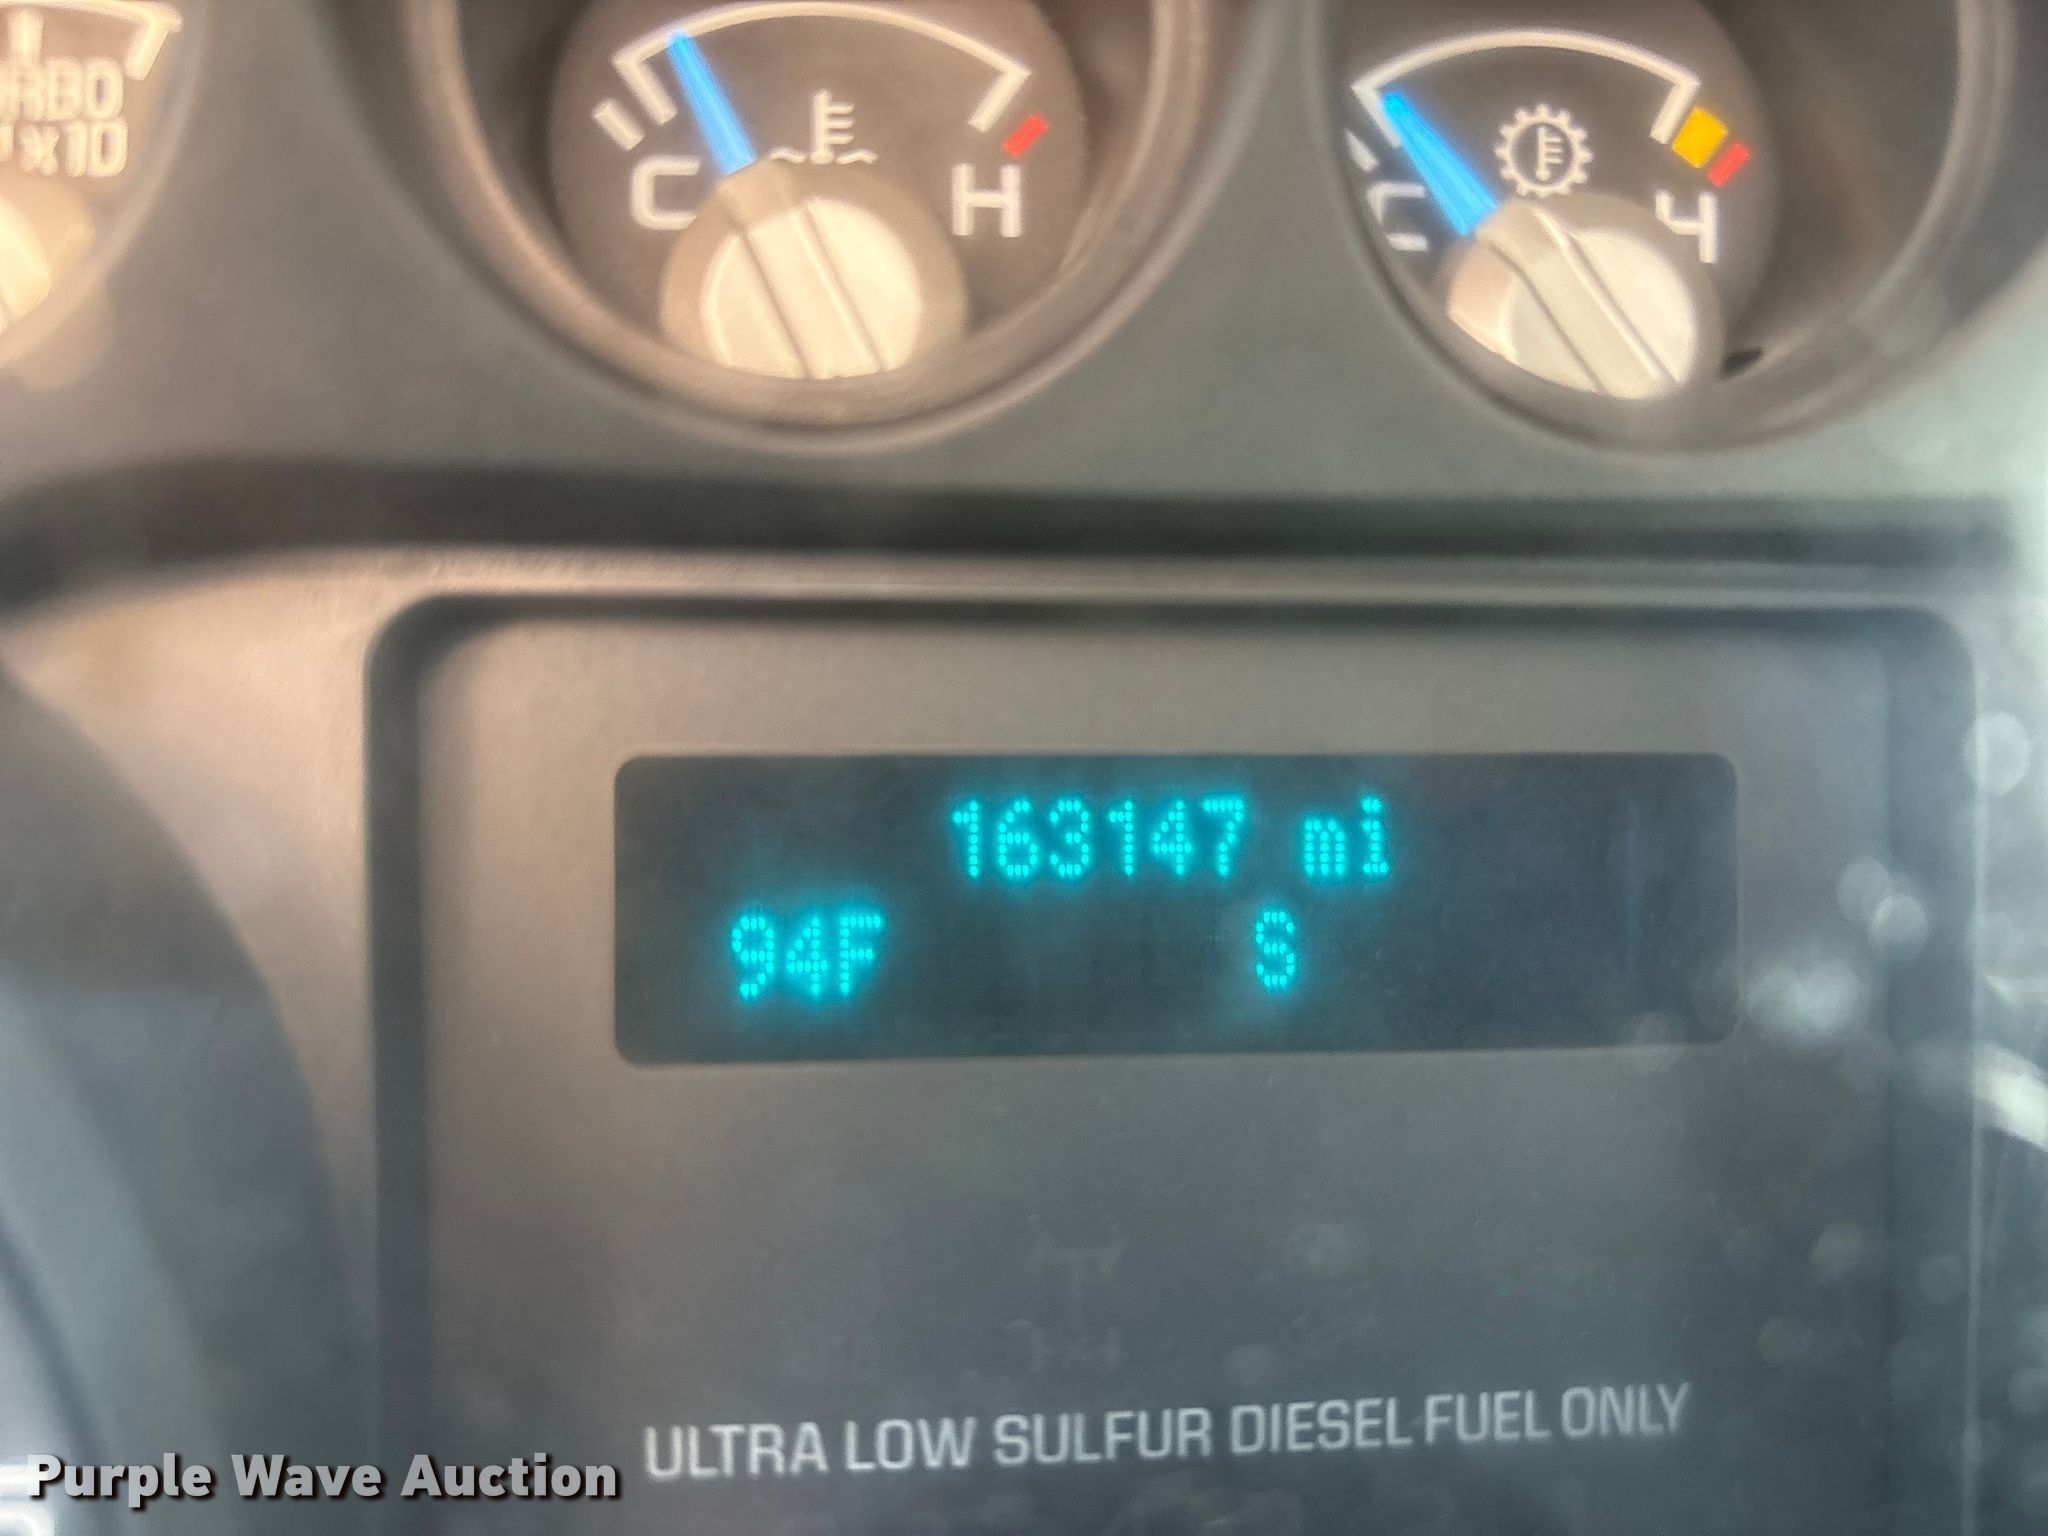 C H
163147 mi
94F S
ULTRA LOW SULFUR DIESEL FUEL ONLY
Purple Wave Auction